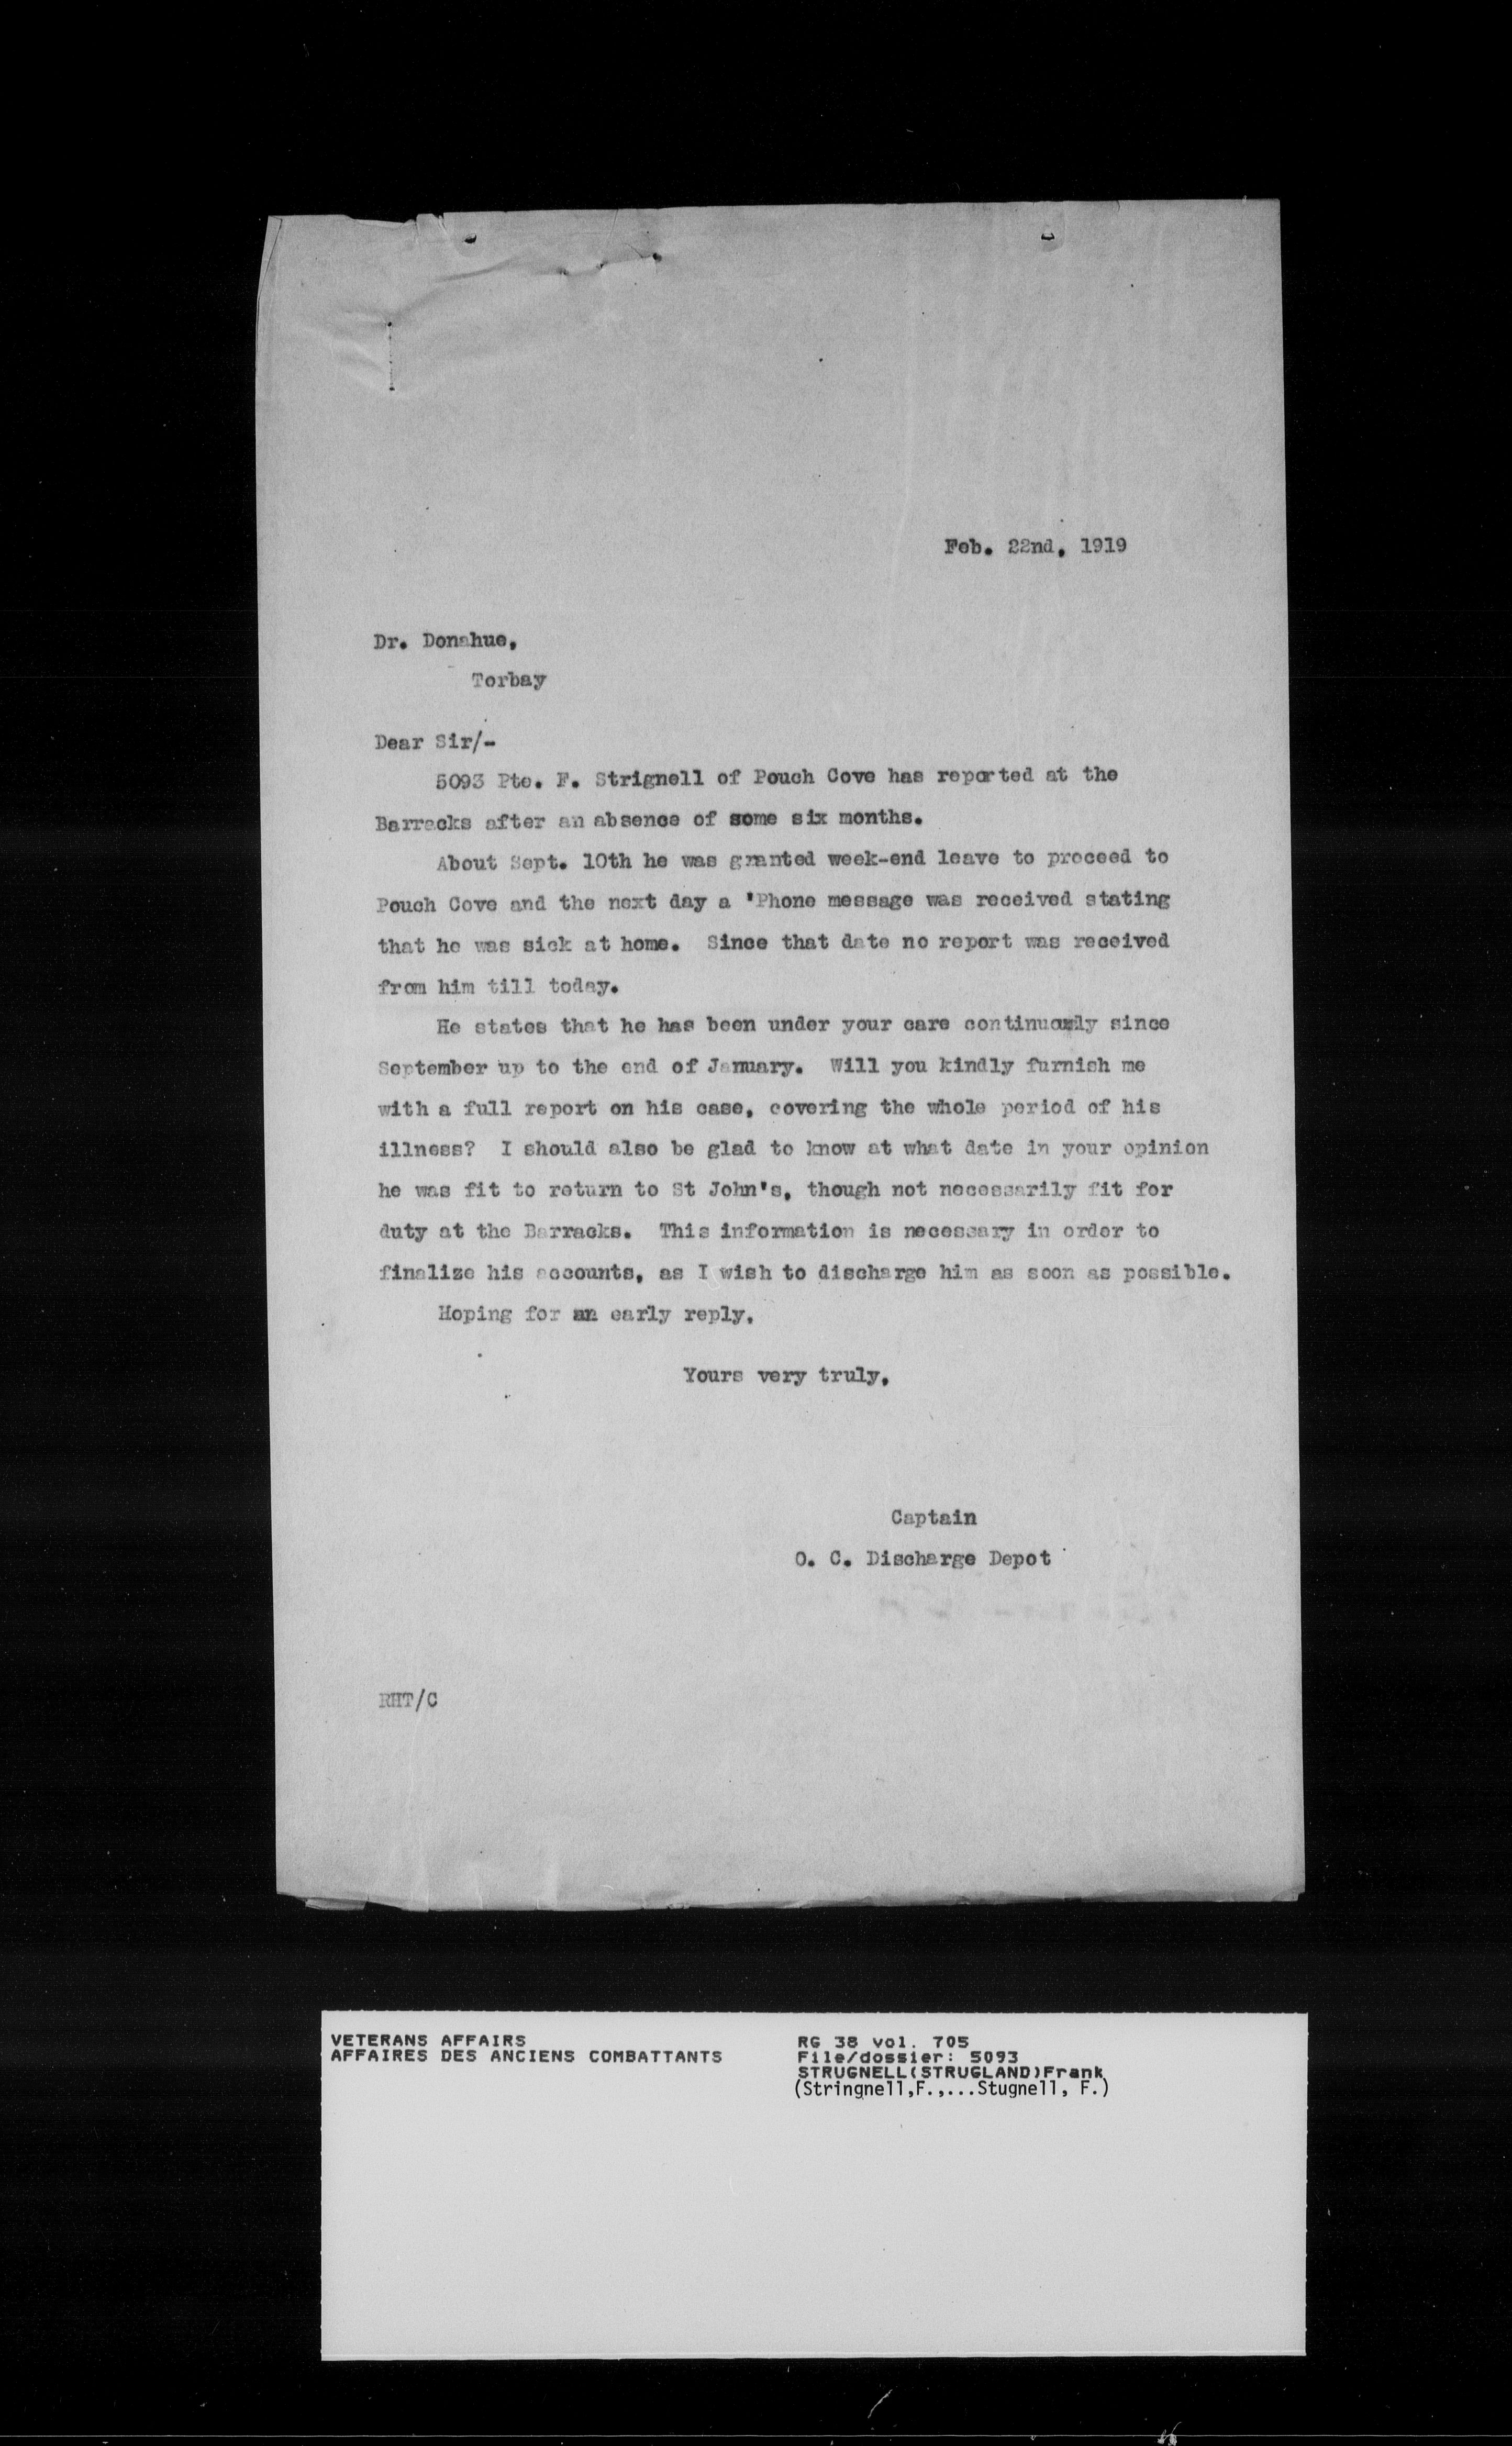 Feb. 22nd, 1919
Dr. Donahue,
Torbay
Dear Sir/-
5093 Pte. F. Strignell of Pouch Cove has reported at the
Barracks after an absence of some six months.
About Sept. 10th he was granted week-end leave to proceed to
Pouch Cove and the next day a 'Phone message was received stating
that he was sick at home. Since that date no report was received
from him till today.
He states that he has been under your care continuously since
September up to the end of January. Will you kindly furnish me
with a full report on his case, covering the whole period of his
illness? I should also be glad to know at what date in your opinion
he was fit to return to St John's, though not necessarily fit for
duty at the Barracks. This information is necessary in order to
finalize his accounts, as I wish to discharge him as soon as possible.
Hoping for an early reply,
Yours very truly,
Captain
O. C. Discharge Depot
RHT/C
VETERANS AFFAIRS
AFFAIRES DES ANCIENS COMBATTANTS
RG 38 vol. 705
File/dossier: 5093
STRUGNELL(STRUGLAND)Frank
(Stringnell,F.,...Stugnell, F.)